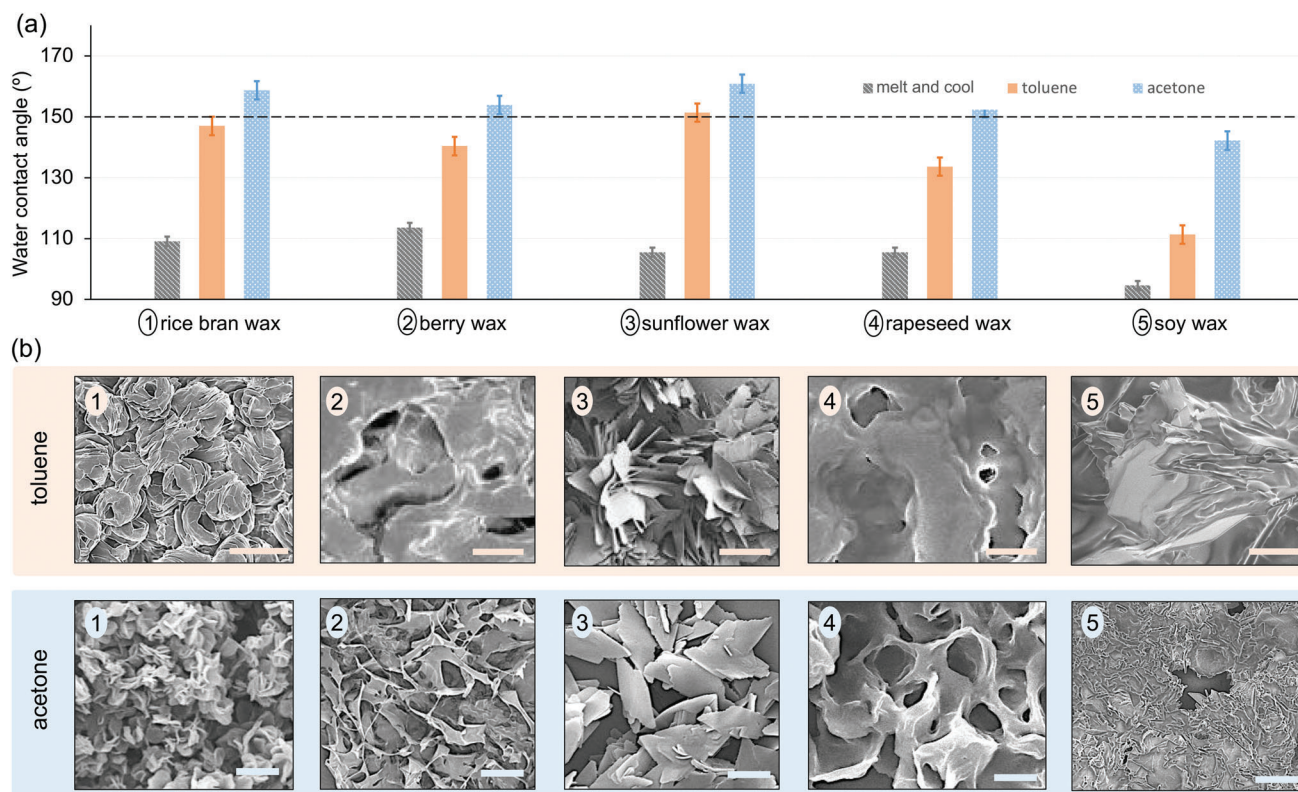 (a)
Water contact angle (º)
170
150
130
110
90
melt and cool toluene acetone
1 rice bran wax 2 berry wax 3 sunflower wax 4 rapeseed wax 5 soy wax
(b)
toluene
1 2 3 4 5
acetone
1 2 3 4 5